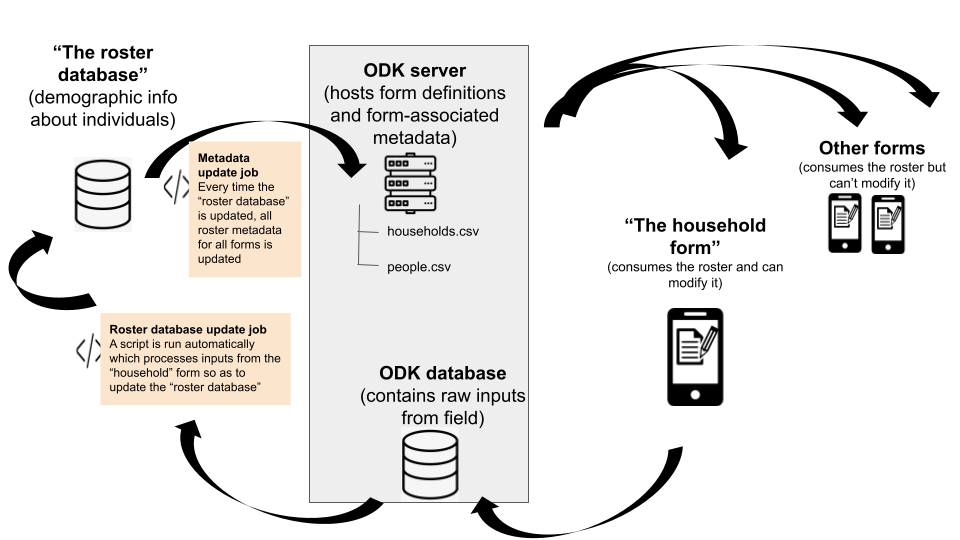 “The roster
database”
(demographic info
about individuals)
</>
Metadata
update job
Every time the
“roster database”
is updated, all
roster metadata
for all forms is
updated
</>
Roster database update job
A script is run automatically
which processes inputs from the
“household” form so as to
update the “roster database”
ODK server
(hosts form definitions
and form-associated
metadata)
households.csv
people.csv
ODK database
(contains raw inputs
from field)
“The household
form”
(consumes the roster and can
modify it)
Other forms
(consumes the roster but
can’t modify it)